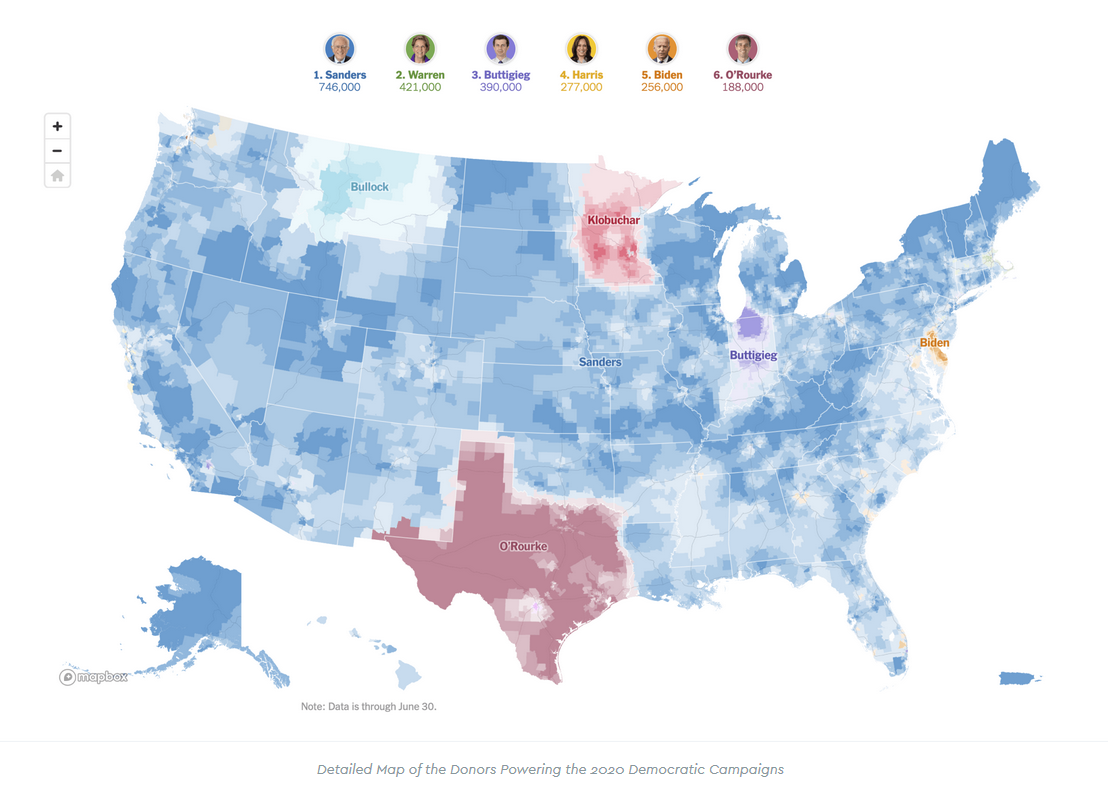 1. Sanders
746,000
2. Warren
421,000
3. Buttigieg
390,000
4. Harris
277,000
5. Biden
256,000
6. O'Rourke
188,000
+
−
Bullock
Klobuchar
Biden
Buttigieg
Sanders
O'Rourke
mapbox
Note: Data is through June 30.
Detailed Map of the Donors Powering the 2020 Democratic Campaigns